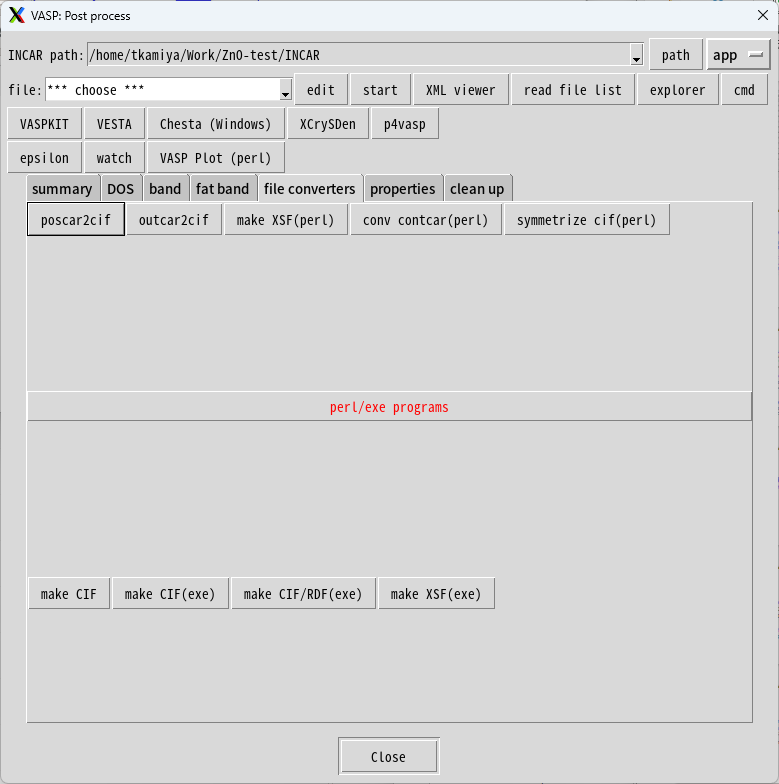 VASP: Post process
INCAR path: /home/tkamiya/Work/ZnO-test/INCAR path app
file: *** choose *** edit start XML viewer read file list explorer cmd
VASPKIT VESTA Chesta (Windows) XCrySDen p4vasp
epsilon watch VASP Plot (perl)
summary DOS band fat band file converters properties clean up
poscar2cif outcar2cif make XSF(perl) conv contcar(perl) symmetrize cif(perl)
perl/exe programs
make CIF make CIF(exe) make CIF/RDF(exe) make XSF(exe)
Close